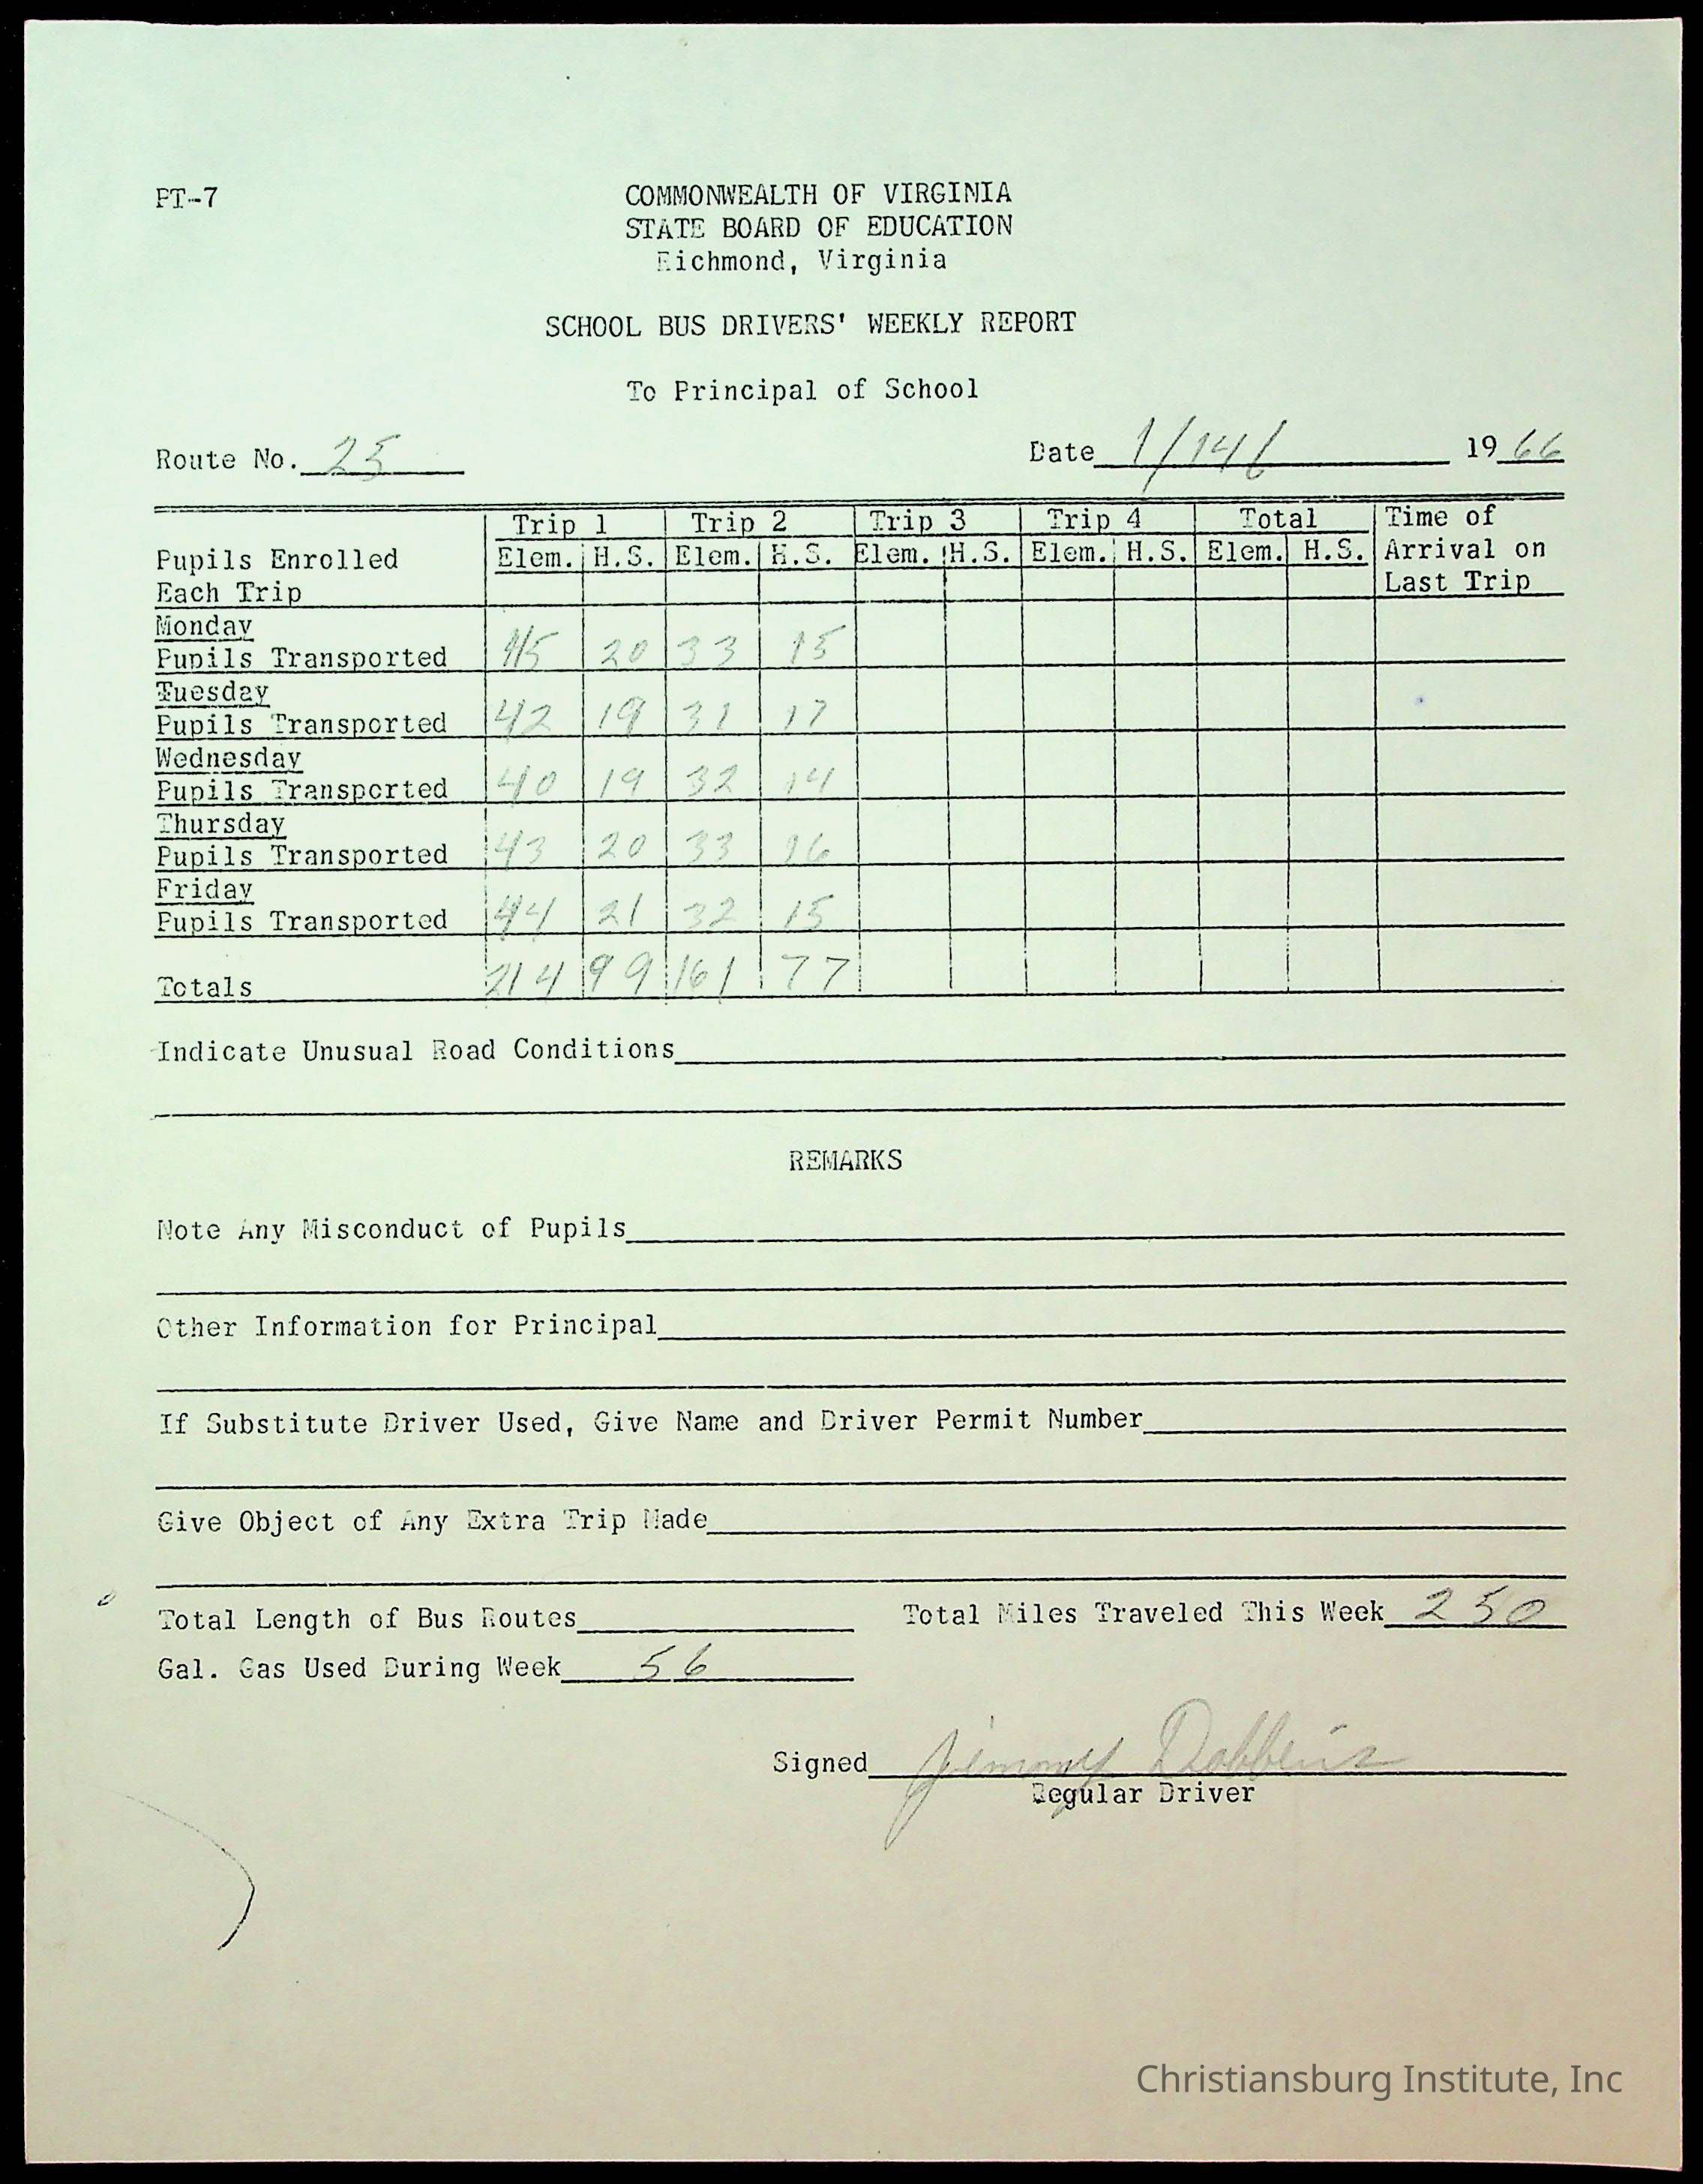 PT-7
COMMONWEALTH OF VIRGINIA
STATE BOARD OF EDUCATION
Richmond, Virginia
SCHOOL BUS DRIVERS' WEEKLY REPORT
To Principal of School
Route No. 25 Date 1/14/ 1966
Trip 1 Trip 2 Trip 3 Trip 4 Total Time of
Pupils Enrolled Elem. H.S. Elem. H.S. Elem. H.S. Elem. H.S. Elem. H.S. Arrival on
Each Trip Last Trip
Monday
Pupils Transported 45 20 33 15
Tuesday
Pupils Transported 42 19 31 17
Wednesday
Pupils Transported 40 19 32 14
Thursday
Pupils Transported 43 20 33 16
Friday
Pupils Transported 44 21 32 15
Totals 214 99 161 77
Indicate Unusual Road Conditions
REMARKS
Note Any Misconduct of Pupils
Other Information for Principal
If Substitute Driver Used, Give Name and Driver Permit Number
Give Object of Any Extra Trip Made
Total Length of Bus Routes Total Miles Traveled This Week 250
Gal. Gas Used During Week 56
Signed Jimmy Dobbins
Regular Driver
Christiansburg Institute, Inc